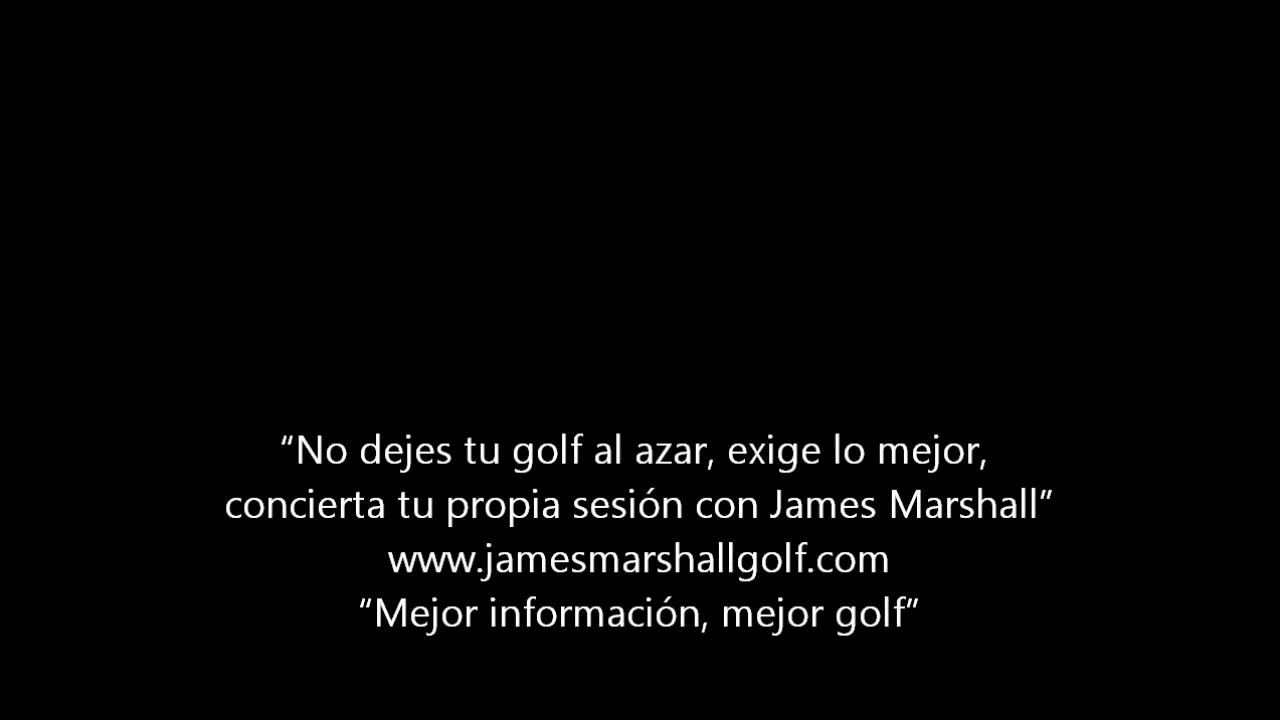 “No dejes tu golf al azar, exige lo mejor,
concierta tu propia sesión con James Marshall”
www.jamesmarshallgolf.com
“Mejor información, mejor golf”